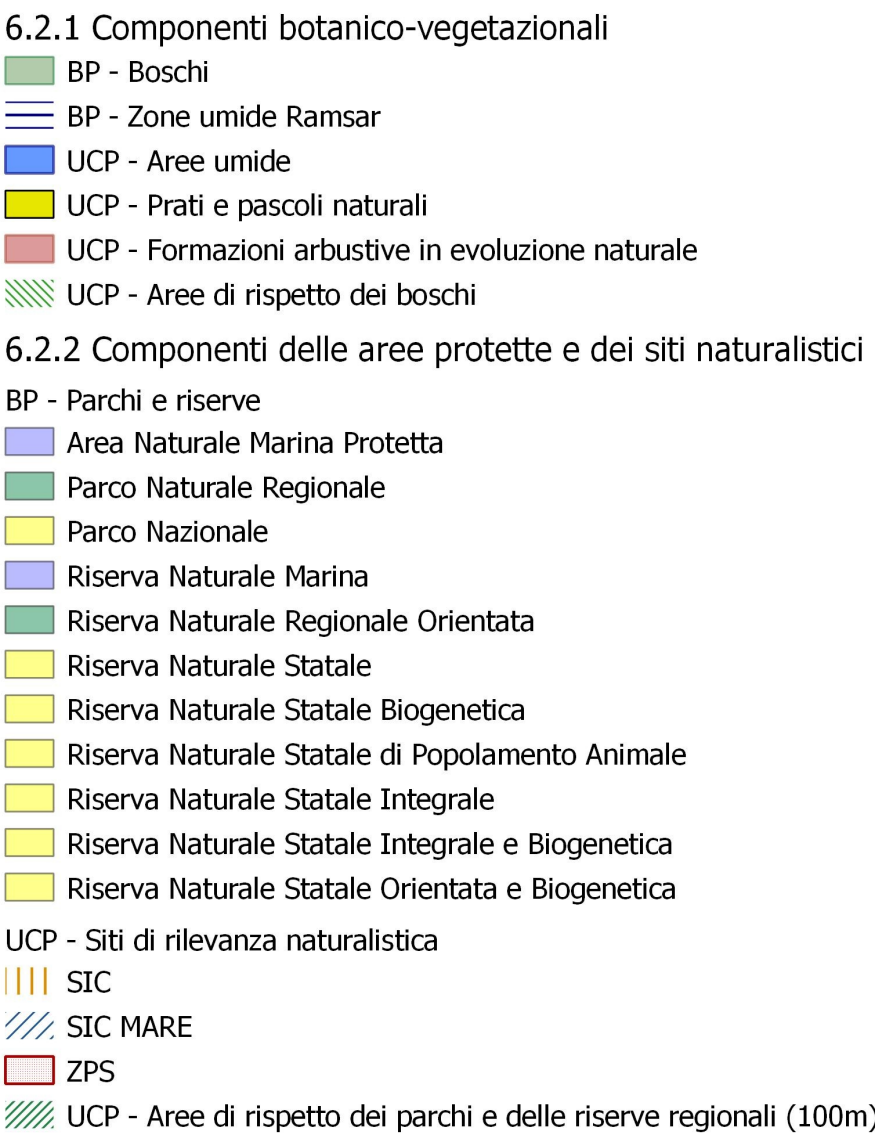 6.2.1 Componenti botanico-vegetazionali
BP - Boschi
BP - Zone umide Ramsar
UCP - Aree umide
UCP - Prati e pascoli naturali
UCP - Formazioni arbustive in evoluzione naturale
UCP - Aree di rispetto dei boschi
6.2.2 Componenti delle aree protette e dei siti naturalistici
BP - Parchi e riserve
Area Naturale Marina Protetta
Parco Naturale Regionale
Parco Nazionale
Riserva Naturale Marina
Riserva Naturale Regionale Orientata
Riserva Naturale Statale
Riserva Naturale Statale Biogenetica
Riserva Naturale Statale di Popolamento Animale
Riserva Naturale Statale Integrale
Riserva Naturale Statale Integrale e Biogenetica
Riserva Naturale Statale Orientata e Biogenetica
UCP - Siti di rilevanza naturalistica
SIC
SIC MARE
ZPS
UCP - Aree di rispetto dei parchi e delle riserve regionali (100m)